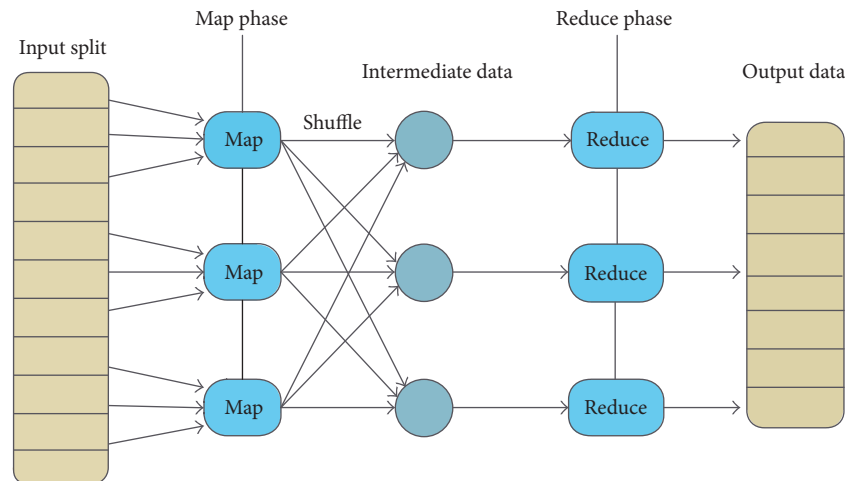 Map phase
Reduce phase
Input split
Intermediate data
Output data
Shuffle
Map
Reduce
Map
Reduce
Map
Reduce